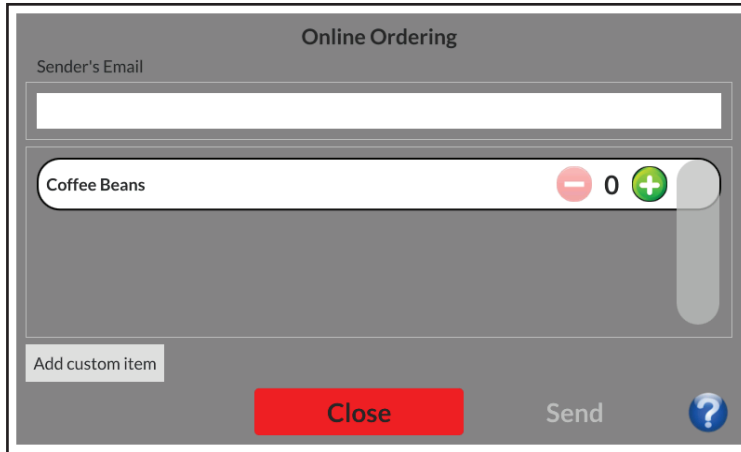 Online Ordering
Sender's Email
Coffee Beans 0
Add custom item
Close Send ?